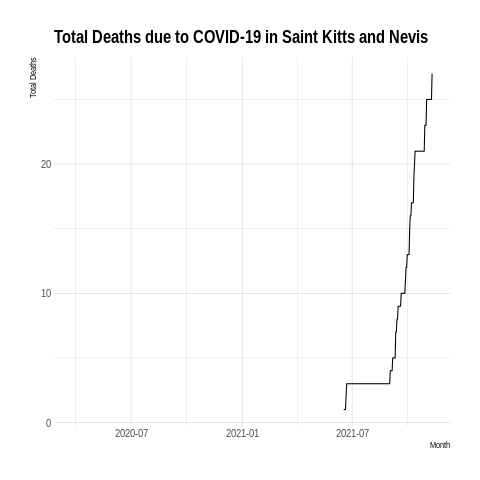 Total Deaths due to COVID-19 in Saint Kitts and Nevis
Total Deaths
20
10
0
2020-07
2021-01
2021-07
Month